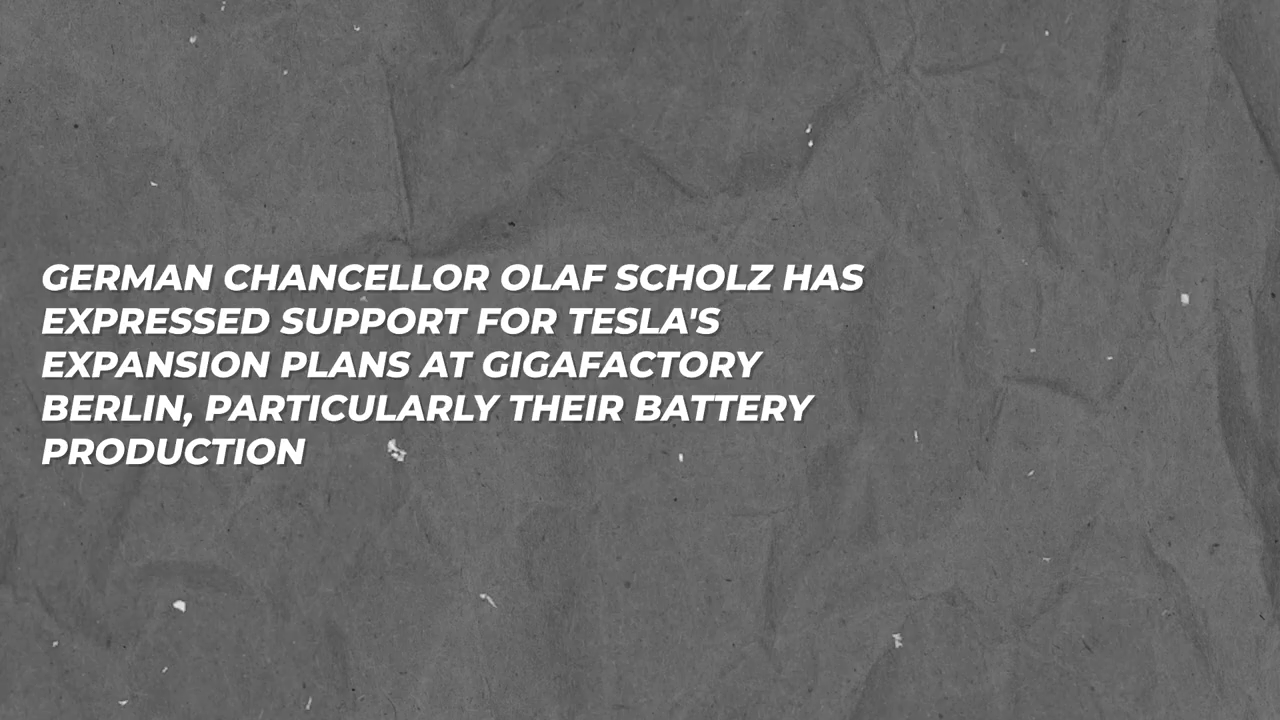 GERMAN CHANCELLOR OLAF SCHOLZ HAS
EXPRESSED SUPPORT FOR TESLA'S
EXPANSION PLANS AT GIGAFACTORY
BERLIN, PARTICULARLY THEIR BATTERY
PRODUCTION